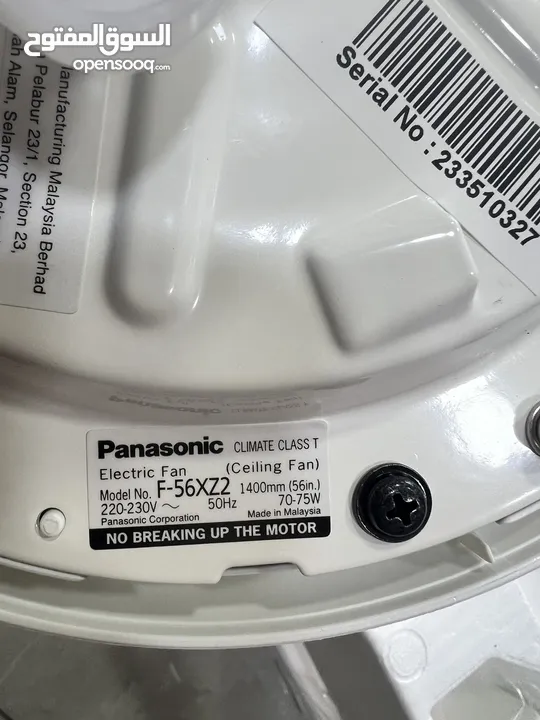 السوق المفتوح
opensooq.com
Manufacturing Malaysia Berhad
Pelabur 23/1, Section 23,
Alam, Selangor,
Serial No : 233510327
Panasonic CLIMATE CLASS T
Electric Fan (Ceiling Fan)
Model No. F-56XZ2 1400mm (56in.)
220-230V ~ 50Hz 70-75W
Panasonic Corporation Made in Malaysia
NO BREAKING UP THE MOTOR